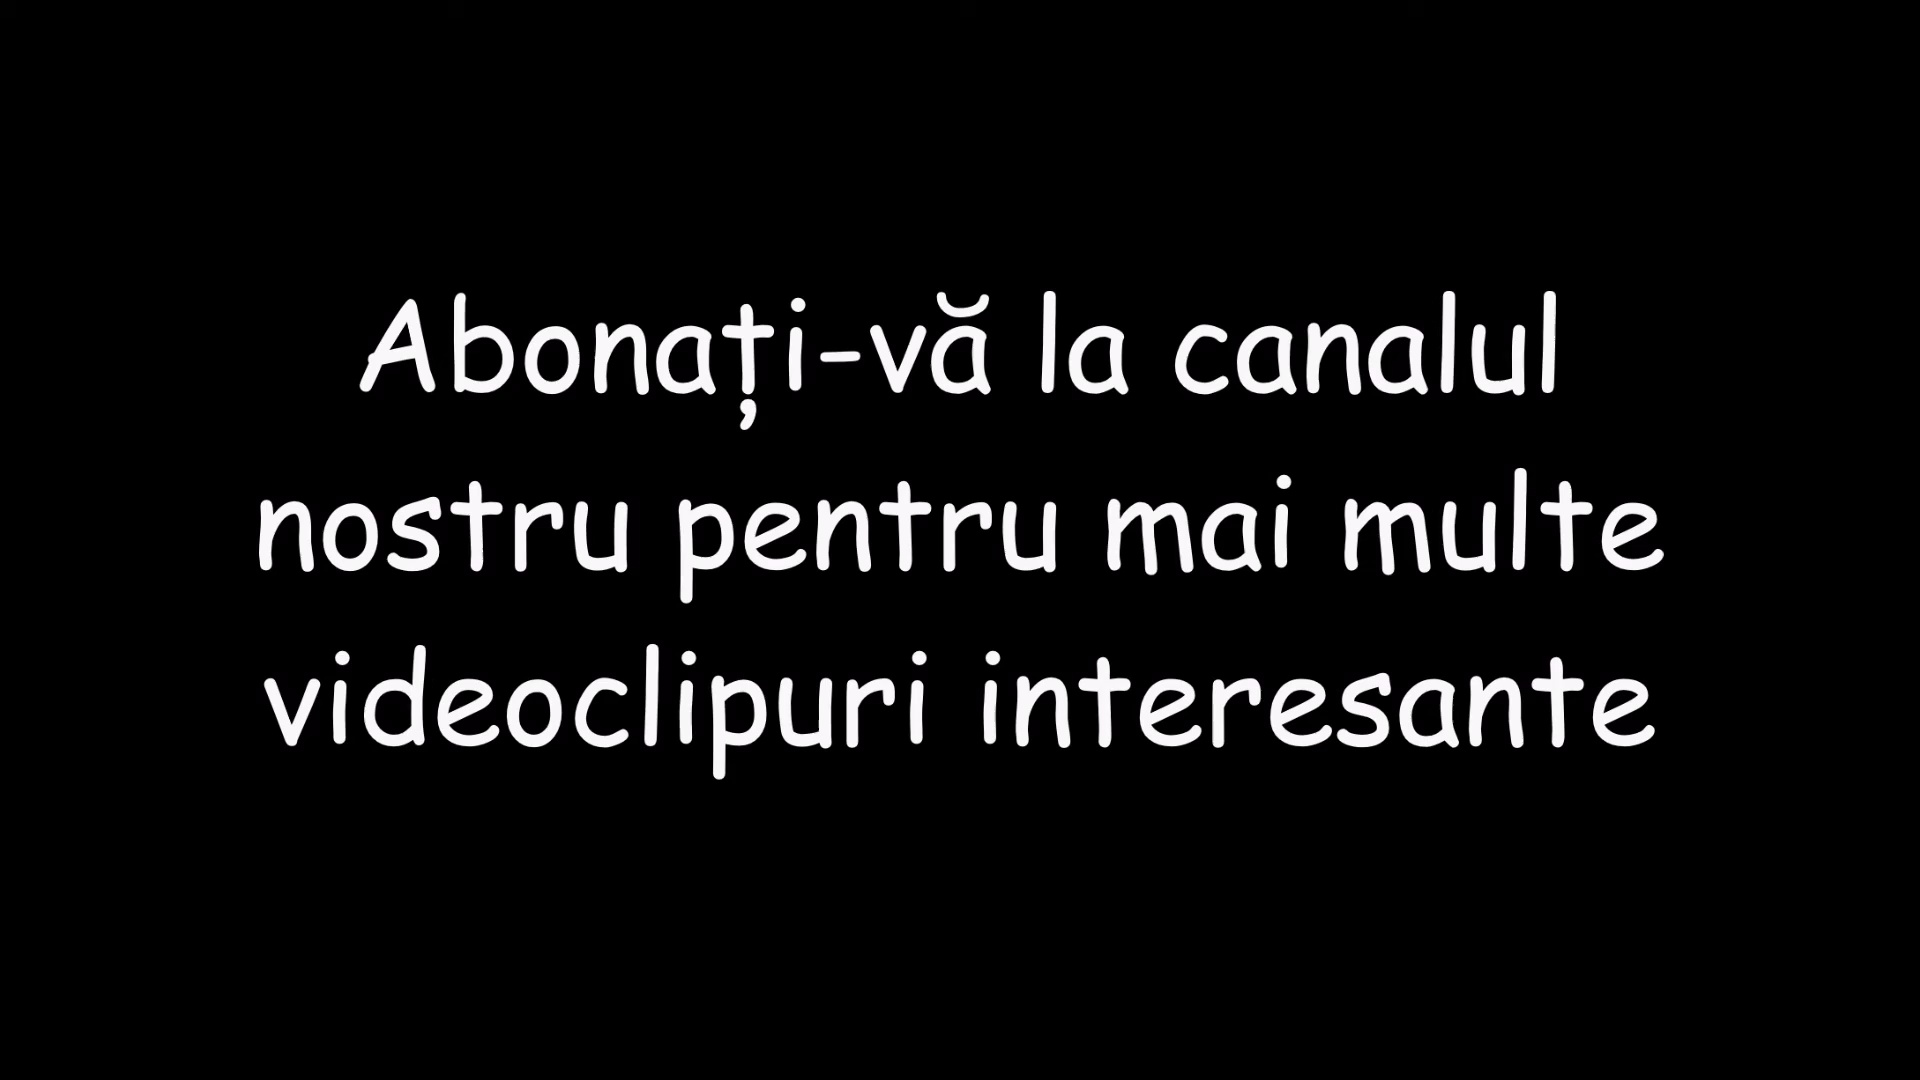 Abonați-vă la canalul
nostru pentru mai multe
videoclipuri interesante